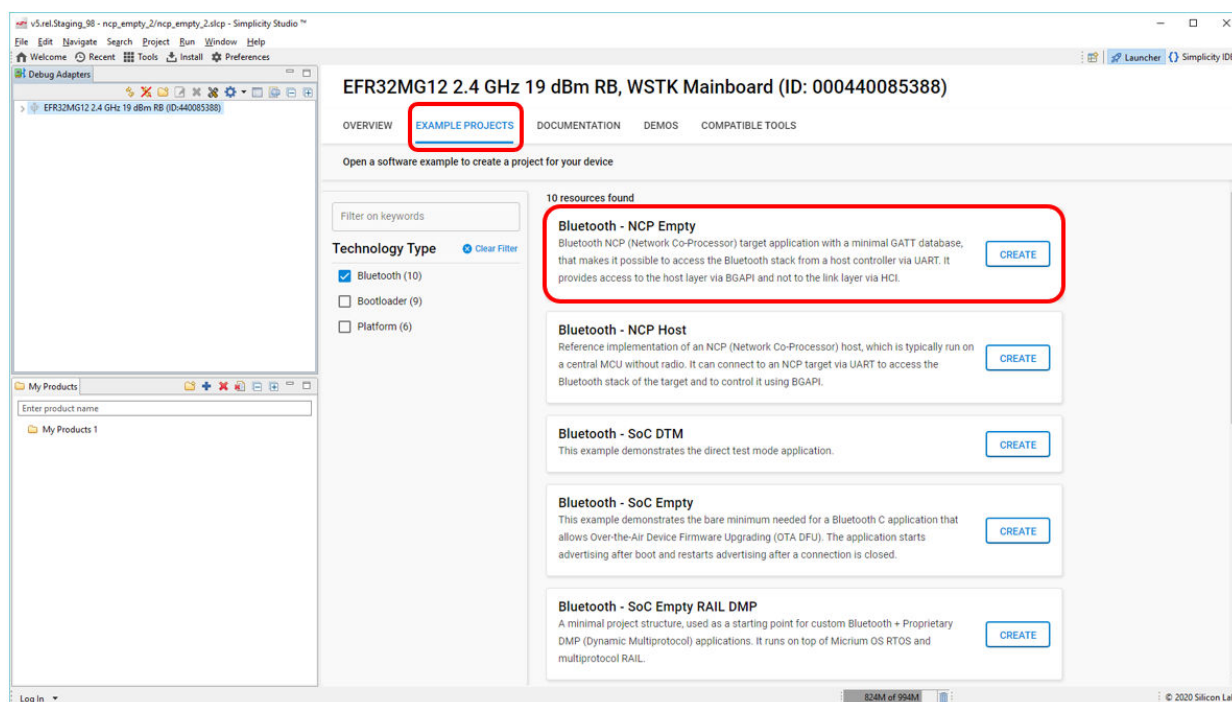 v5.rel.Staging_98 - ncp_empty_2/ncp_empty_2.slcp - Simplicity Studio ™
File Edit Navigate Search Project Run Window Help
Welcome Recent Tools Install Preferences
Launcher {} Simplicity IDE
Debug Adapters
EFR32MG12 2.4 GHz 19 dBm RB (ID:440085388)
My Products
Enter product name
My Products 1
EFR32MG12 2.4 GHz 19 dBm RB, WSTK Mainboard (ID: 000440085388)
OVERVIEW EXAMPLE PROJECTS DOCUMENTATION DEMOS COMPATIBLE TOOLS
Open a software example to create a project for your device
Filter on keywords
Technology Type Clear Filter
Bluetooth (10)
Bootloader (9)
Platform (6)
10 resources found
Bluetooth - NCP Empty
Bluetooth NCP (Network Co-Processor) target application with a minimal GATT database,
that makes it possible to access the Bluetooth stack from a host controller via UART. It
provides access to the host layer via BGAPI and not to the link layer via HCI.
CREATE
Bluetooth - NCP Host
Reference implementation of an NCP (Network Co-Processor) host, which is typically run on
a central MCU without radio. It can connect to an NCP target via UART to access the
Bluetooth stack of the target and to control it using BGAPI.
CREATE
Bluetooth - SoC DTM
This example demonstrates the direct test mode application.
CREATE
Bluetooth - SoC Empty
This example demonstrates the bare minimum needed for a Bluetooth C application that
allows Over-the-Air Device Firmware Upgrading (OTA DFU). The application starts
advertising after boot and restarts advertising after a connection is closed.
CREATE
Bluetooth - SoC Empty RAIL DMP
A minimal project structure, used as a starting point for custom Bluetooth + Proprietary
DMP (Dynamic Multiprotocol) applications. It runs on top of Micrium OS RTOS and
multiprotocol RAIL.
CREATE
Log In 824M of 994M © 2020 Silicon Lal